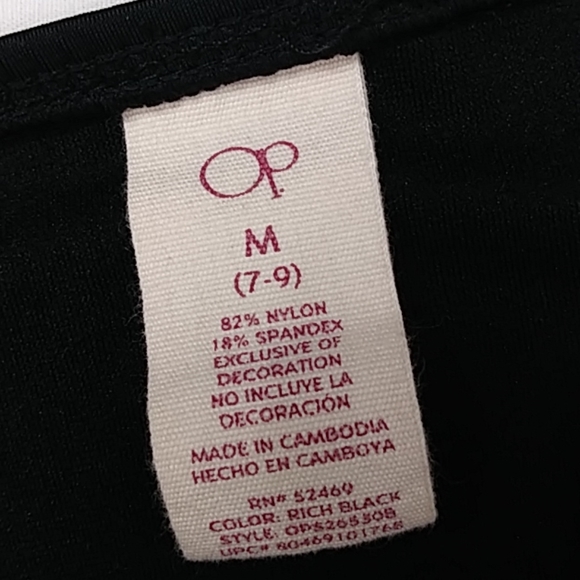 Op.
M
(7-9)
82% NYLON
18% SPANDEX
EXCLUSIVE OF
DECORATION
NO INCLUYE LA
DECORACIÓN
MADE IN CAMBODIA
HECHO EN CAMBOYA
RN# 52469
COLOR: RICH BLACK
STYLE:
UPC#